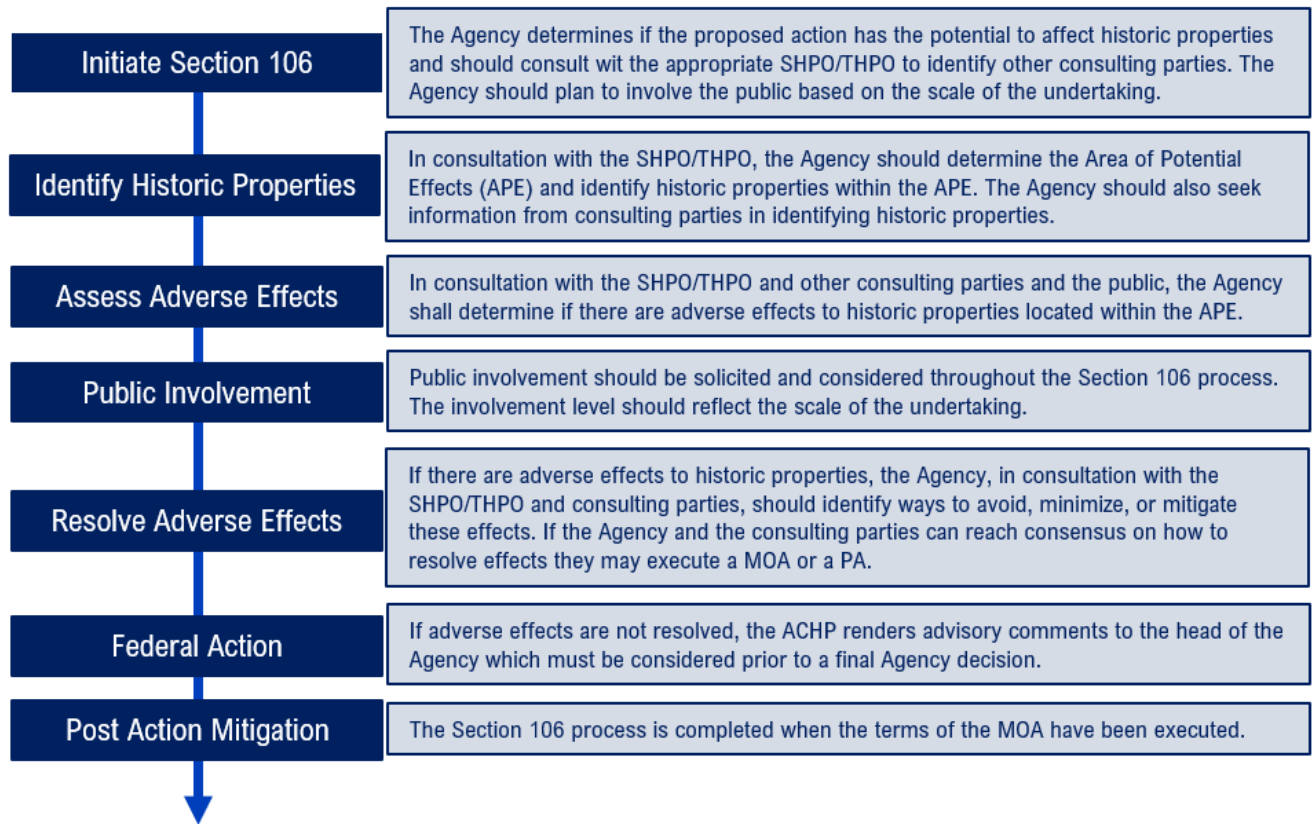 Initiate Section 106
The Agency determines if the proposed action has the potential to affect historic properties
and should consult wit the appropriate SHPO/THPO to identify other consulting parties. The
Agency should plan to involve the public based on the scale of the undertaking.
Identify Historic Properties
In consultation with the SHPO/THPO, the Agency should determine the Area of Potential
Effects (APE) and identify historic properties within the APE. The Agency should also seek
information from consulting parties in identifying historic properties.
Assess Adverse Effects
In consultation with the SHPO/THPO and other consulting parties and the public, the Agency
shall determine if there are adverse effects to historic properties located within the APE.
Public Involvement
Public involvement should be solicited and considered throughout the Section 106 process.
The involvement level should reflect the scale of the undertaking.
Resolve Adverse Effects
If there are adverse effects to historic properties, the Agency, in consultation with the
SHPO/THPO and consulting parties, should identify ways to avoid, minimize, or mitigate
these effects. If the Agency and the consulting parties can reach consensus on how to
resolve effects they may execute a MOA or a PA.
Federal Action
If adverse effects are not resolved, the ACHP renders advisory comments to the head of the
Agency which must be considered prior to a final Agency decision.
Post Action Mitigation
The Section 106 process is completed when the terms of the MOA have been executed.